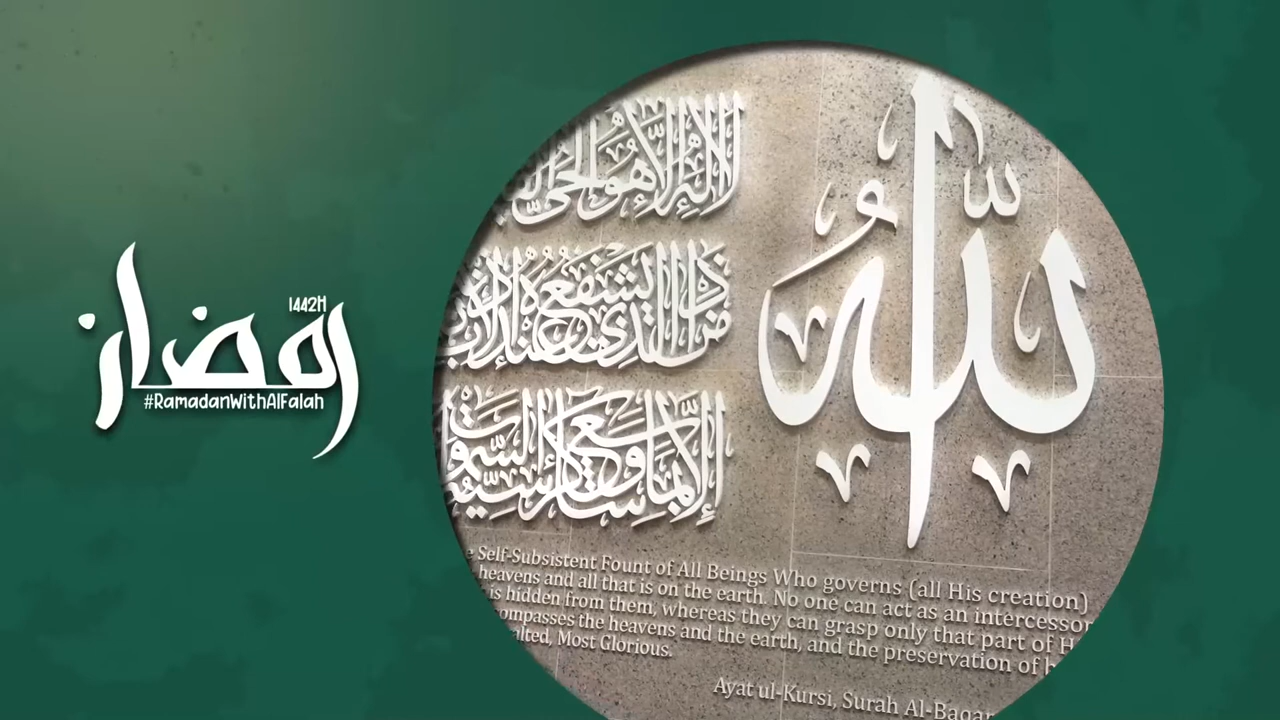 رمضان
1442H
#RamadanWithAlFalah
الله
لا إله إلا هو الحي
من ذا الذي يشفع عنده إلا
إلا بما شاء وسع كرسيه السموت
Self-Subsistent Fount of All Beings Who governs (all His creation)
heavens and all that is on the earth. No one can act as an intercessor
is hidden from them, whereas they can grasp only that part of
compasses the heavens and the earth, and the preservation of
alted, Most Glorious.
Ayat ul-Kursi, Surah Al-Baqar